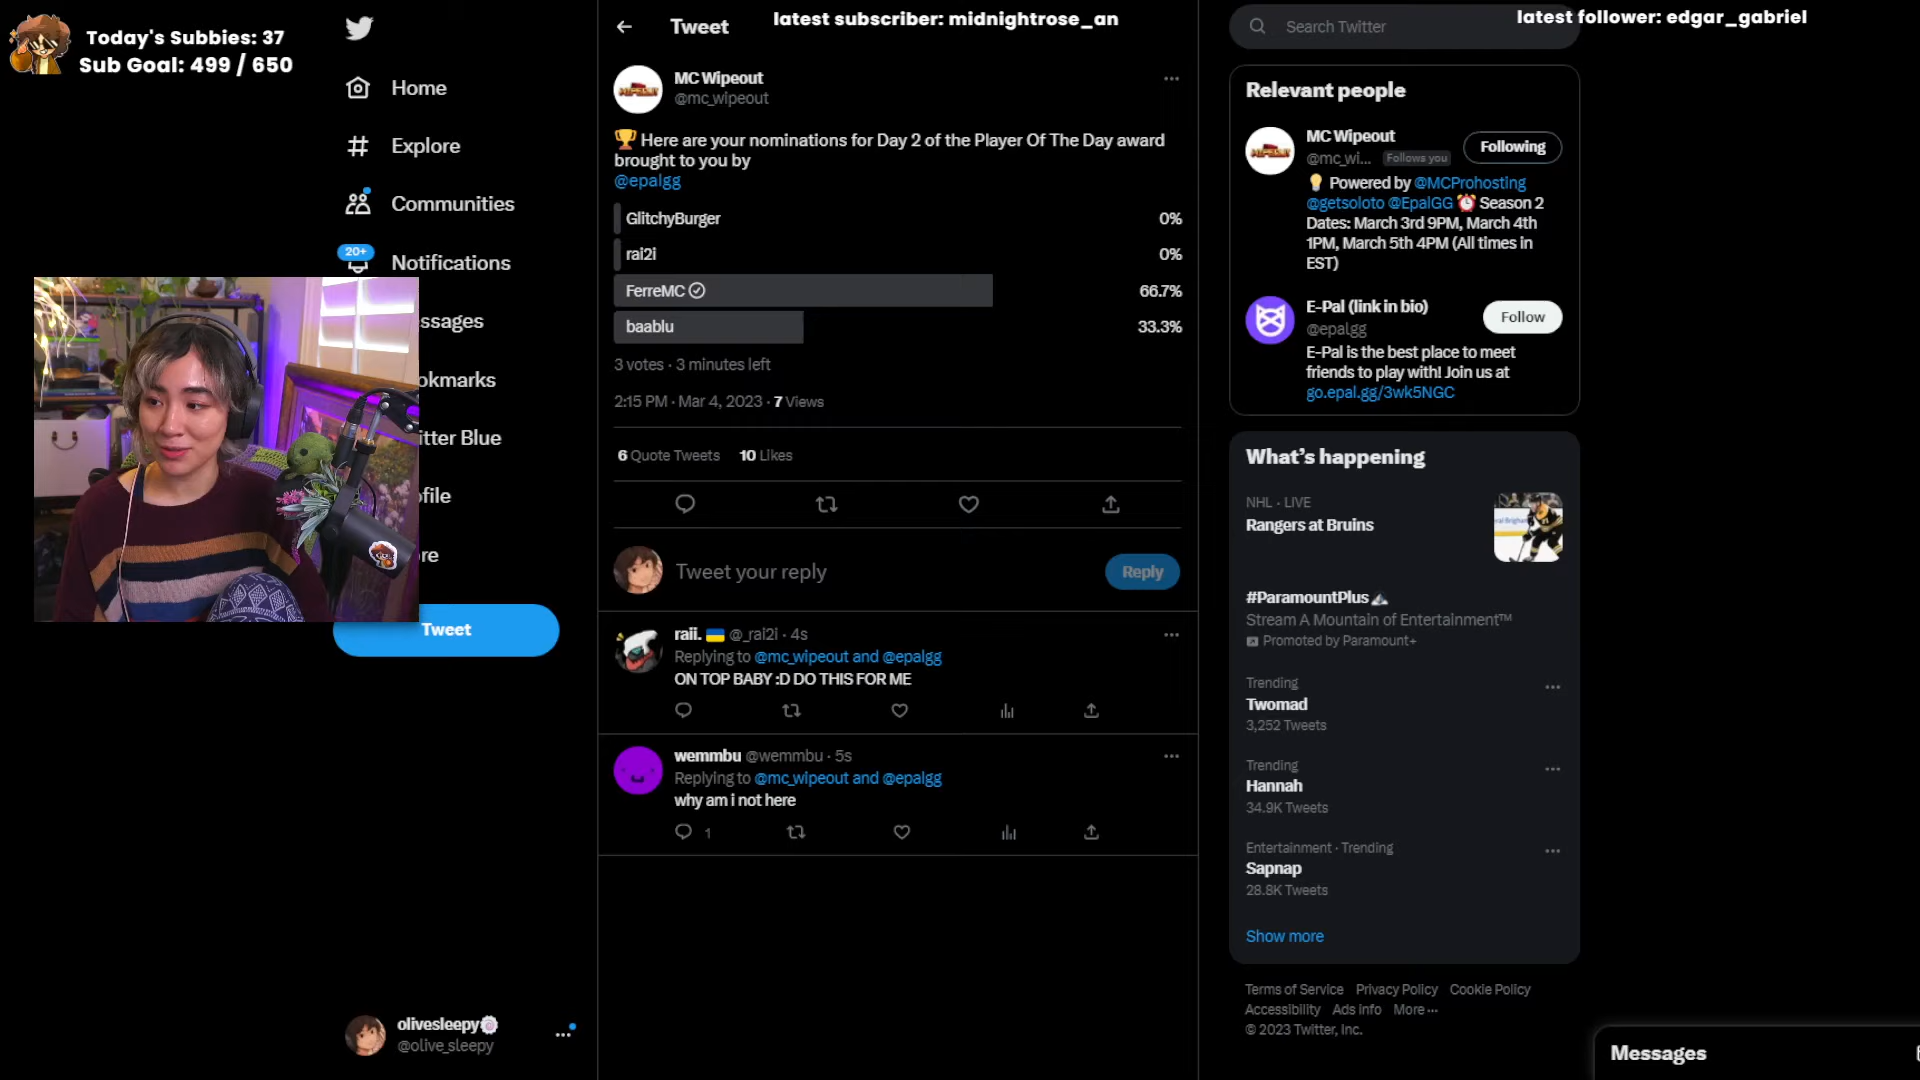 Today's Subbies: 37
Sub Goal: 499 / 650
latest subscriber: midnightrose_an
latest follower: edgar_gabriel
Home
Explore
Communities
20+
Notifications
ssages
okmarks
itter Blue
ofile
re
Tweet
olivesleepy
@olive_sleepy
Tweet
MC Wipeout
@mc_wipeout
🏆 Here are your nominations for Day 2 of the Player Of The Day award
brought to you by
@epalgg
GlitchyBurger 0%
rai2i 0%
FerreMC 66.7%
baablu 33.3%
3 votes · 3 minutes left
2:15 PM · Mar 4, 2023 · 7 Views
6 Quote Tweets 10 Likes
Tweet your reply
Reply
raii. 🇺🇦 @_rai2i · 4s
Replying to @mc_wipeout and @epalgg
ON TOP BABY :D DO THIS FOR ME
wemmbu @wemmbu · 5s
Replying to @mc_wipeout and @epalgg
why am i not here
1
Search Twitter
Relevant people
MC Wipeout
@mc_wi... Follows you
Following
💡 Powered by @MCProhosting
@getsoloto @EpalGG ⏰ Season 2
Dates: March 3rd 9PM, March 4th
1PM, March 5th 4PM (All times in
EST)
E-Pal (link in bio)
@epalgg
Follow
E-Pal is the best place to meet
friends to play with! Join us at
go.epal.gg/3wk5NGC
What's happening
NHL · LIVE
Rangers at Bruins
#ParamountPlus
Stream A Mountain of Entertainment™
Promoted by Paramount+
Trending
Twomad
3,252 Tweets
Trending
Hannah
34.9K Tweets
Entertainment · Trending
Sapnap
28.8K Tweets
Show more
Terms of Service Privacy Policy Cookie Policy
Accessibility Ads info More ···
© 2023 Twitter, Inc.
Messages